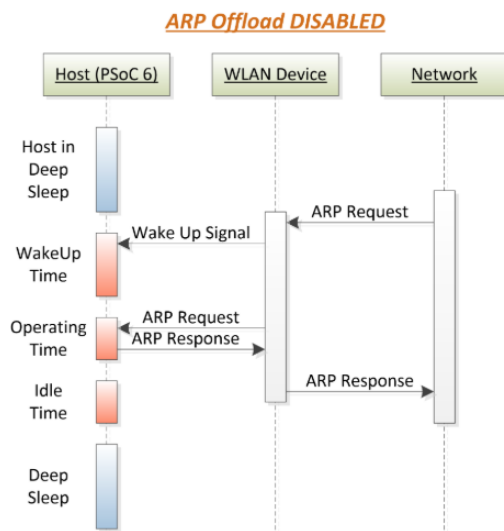 ARP Offload DISABLED
Host (PSoC 6)
WLAN Device
Network
Host in
Deep
Sleep
ARP Request
Wake Up Signal
WakeUp
Time
ARP Request
Operating
Time
ARP Response
Idle
Time
ARP Response
Deep
Sleep